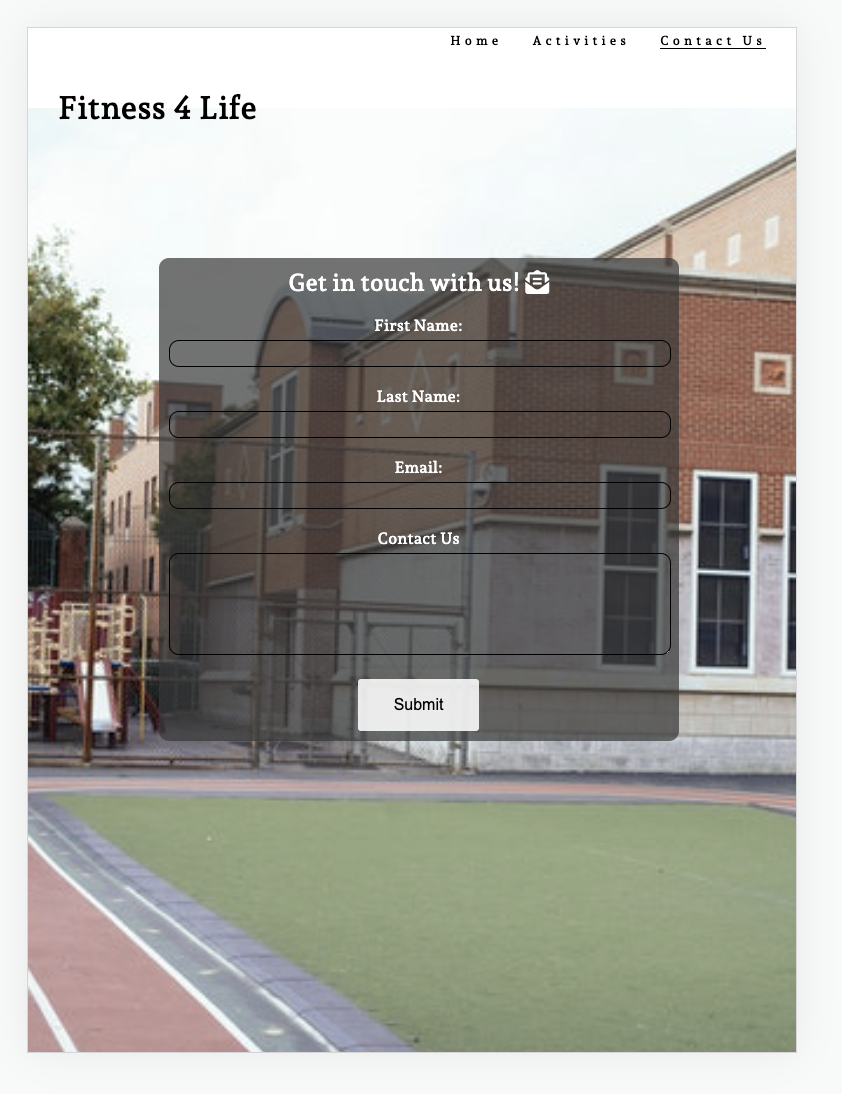 Home Activities Contact Us
Fitness 4 Life
Get in touch with us!
First Name:
Last Name:
Email:
Contact Us
Submit